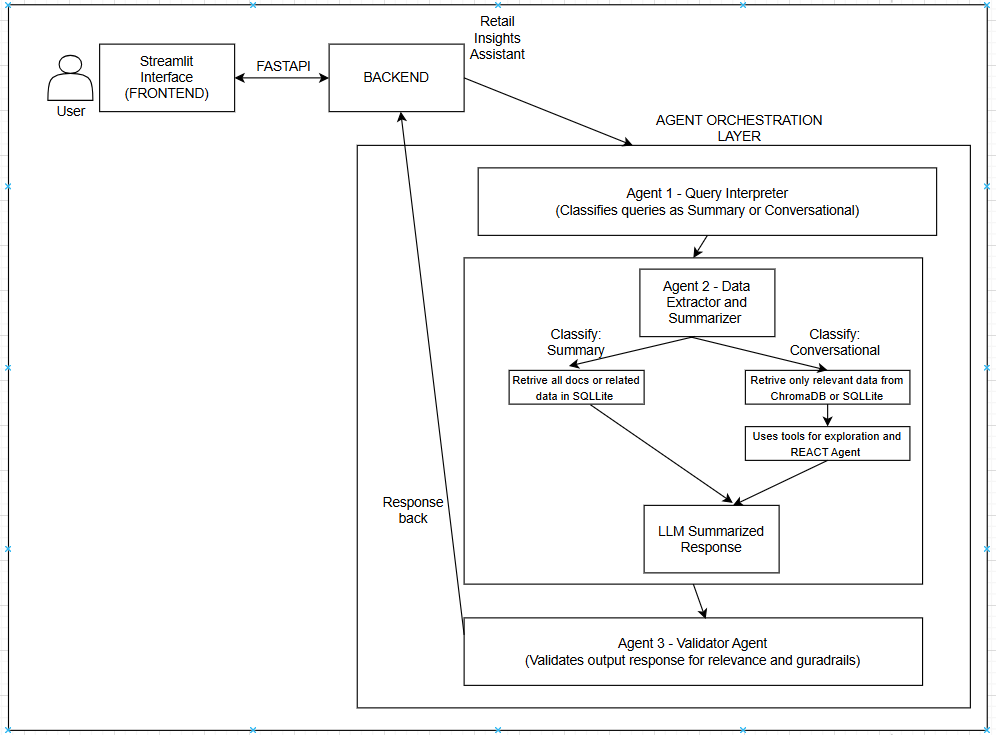 Retail
Insights
Assistant
Streamlit
Interface
(FRONTEND)
FASTAPI
BACKEND
User
AGENT ORCHESTRATION
LAYER
Agent 1 - Query Interpreter
(Classifies queries as Summary or Conversational)
Agent 2 - Data
Extractor and
Summarizer
Classify:
Summary
Classify:
Conversational
Retrive all docs or related
data in SQLLite
Retrive only relevant data from
ChromaDB or SQLLite
Uses tools for exploration and
REACT Agent
Response
back
LLM Summarized
Response
Agent 3 - Validator Agent
(Validates output response for relevance and guradrails)